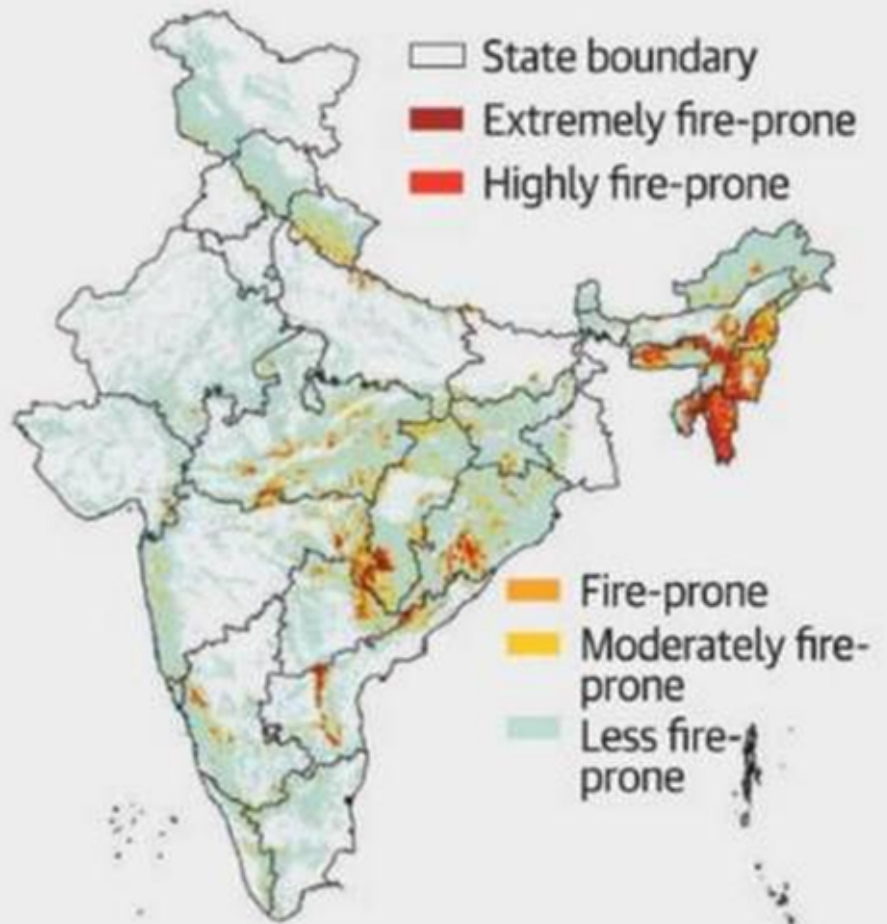 State boundary
Extremely fire-prone
Highly fire-prone
Fire-prone
Moderately fire-
prone
Less fire-
prone